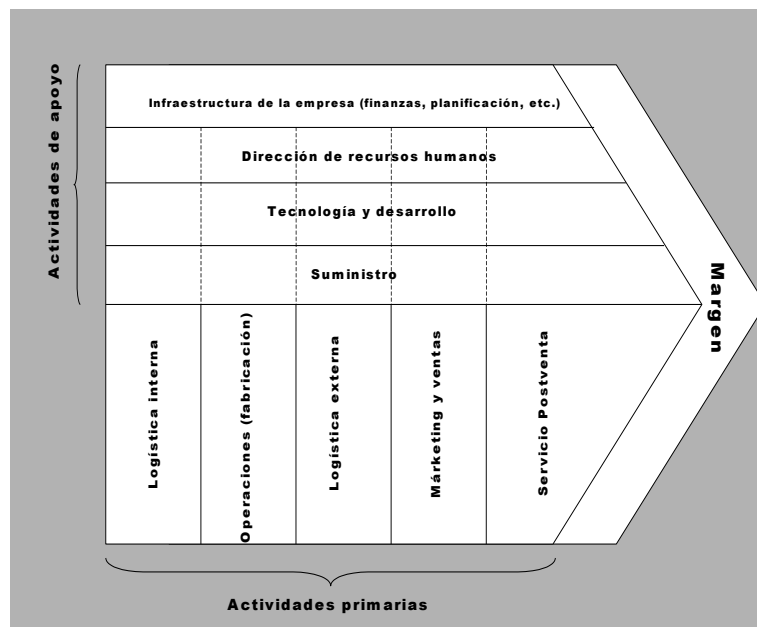 Actividades de apoyo
Infraestructura de la empresa (finanzas, planificación, etc.)
Dirección de recursos humanos
Tecnología y desarrollo
Suministro
Margen
Logística interna
Operaciones (fabricación)
Logística externa
Márketing y ventas
Servicio Postventa
Actividades primarias